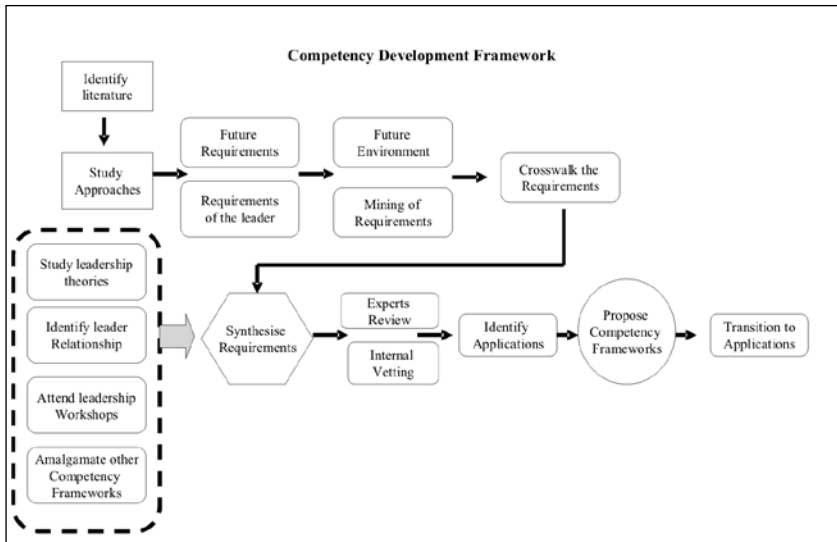 Competency Development Framework
Identify
literature
Study
Approaches
Future
Requirements
Requirements
of the leader
Future
Environment
Mining of
Requirements
Crosswalk the
Requirements
Study leadership
theories
Identify leader
Relationship
Attend leadership
Workshops
Amalgamate other
Competency
Frameworks
Synthesise
Requirements
Experts
Review
Internal
Vetting
Identify
Applications
Propose
Competency
Frameworks
Transition to
Applications